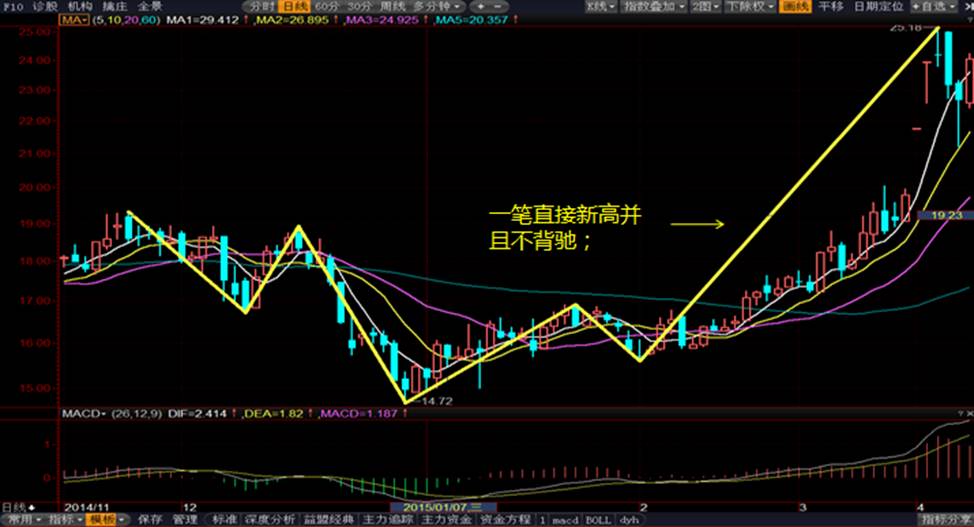 F10 诊股 机构 擒庄 全景 分时 日线 60分 30分 周线 多分钟 + - K线 指数叠加 2图 下除权 画线 平移 日期定位 +自选
MA (5,10,20,60) MA1=29.412↑ ,MA2=26.895↑ ,MA3=24.925↑ ,MA5=20.357↑
25.00
25.18
24.00
23.00
22.00
21.00
20.00
一笔直接新高并
且不背驰；
19.00
19.23
18.00
17.00
16.00
15.00
14.72
MACD (26,12,9) DIF=2.414↑ ,DEA=1.82↑ ,MACD=1.187↑ ?×
1
0
日线 2014/11 12 2015/01/07,三 2 3 4
常用 指标 模板 保存 管理 标准 深度分析 益盟经典 主力追踪 主力资金 资金方程 1 macd BOLL dyh 指标分享